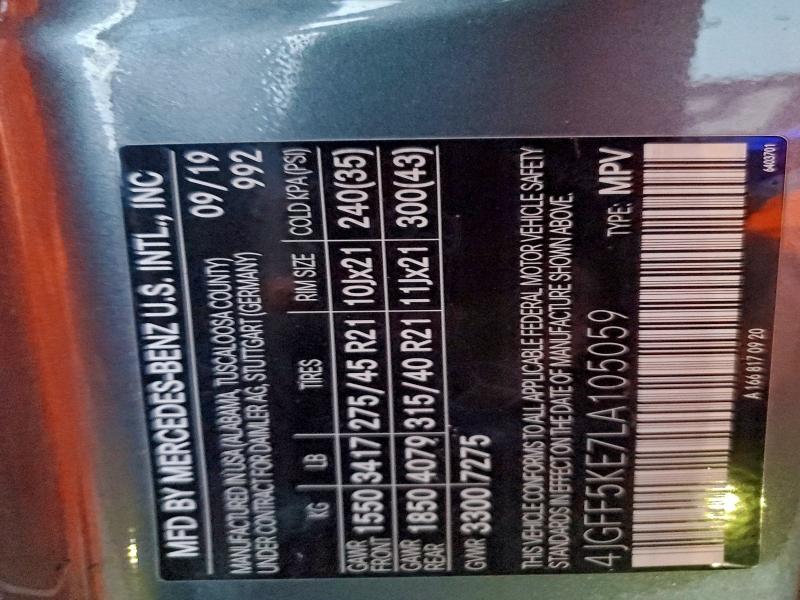 MFD BY MERCEDES-BENZ U.S. INTL., INC
09/19
992
MANUFACTURED IN USA (ALABAMA, TUSCALOOSA COUNTY)
UNDER CONTRACT FOR DAIMLER AG, STUTTGART (GERMANY)
KG LB TIRES RIM SIZE COLD KPA (PSI)
GAWR FRONT 1550 3417 275/45 R21 10Jx21 240(35)
GAWR REAR 1850 4079 315/40 R21 11Jx21 300(43)
GWR 3300 7275
THIS VEHICLE CONFORMS TO ALL APPLICABLE FEDERAL MOTOR VEHICLE SAFETY
STANDARDS IN EFFECT ON THE DATE OF MANUFACTURE SHOWN ABOVE.
4JGFF5KE7LA105059 TYPE: MPV
A 166 817 09 20
6403701